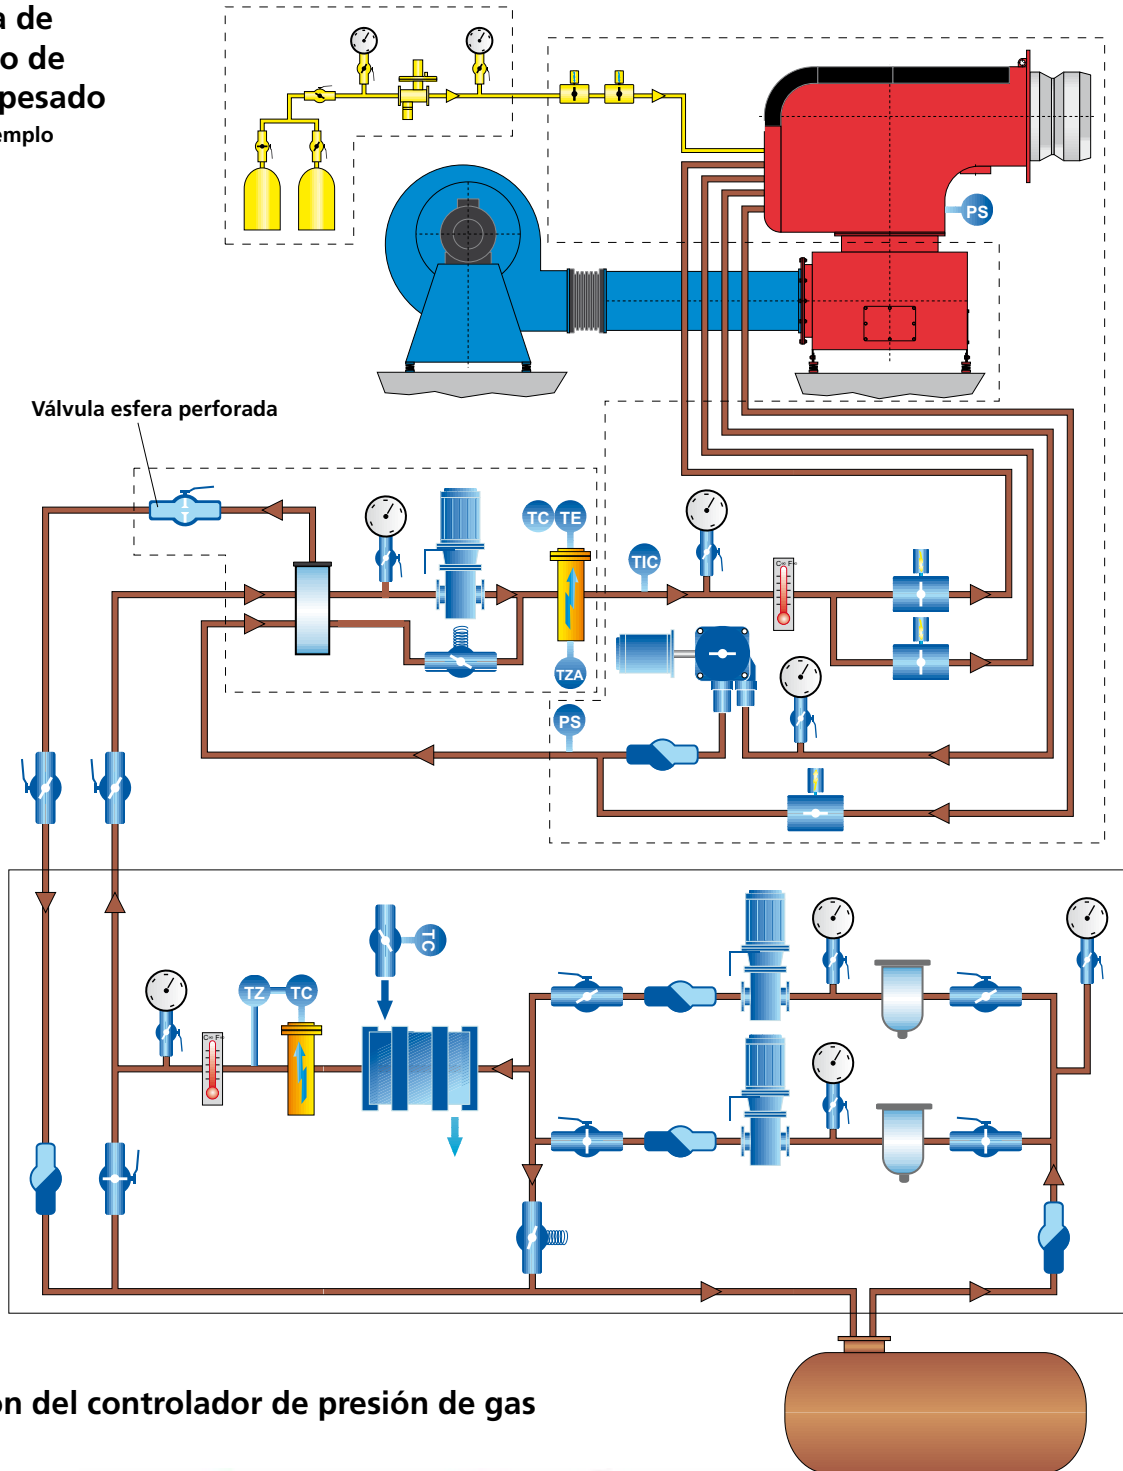 a de
o de
pesado
emplo
PS
Válvula esfera perforada
TC TE
TIC
C° F°
TZA
PS
TC
TZ TC
C° F°
ón del controlador de presión de gas